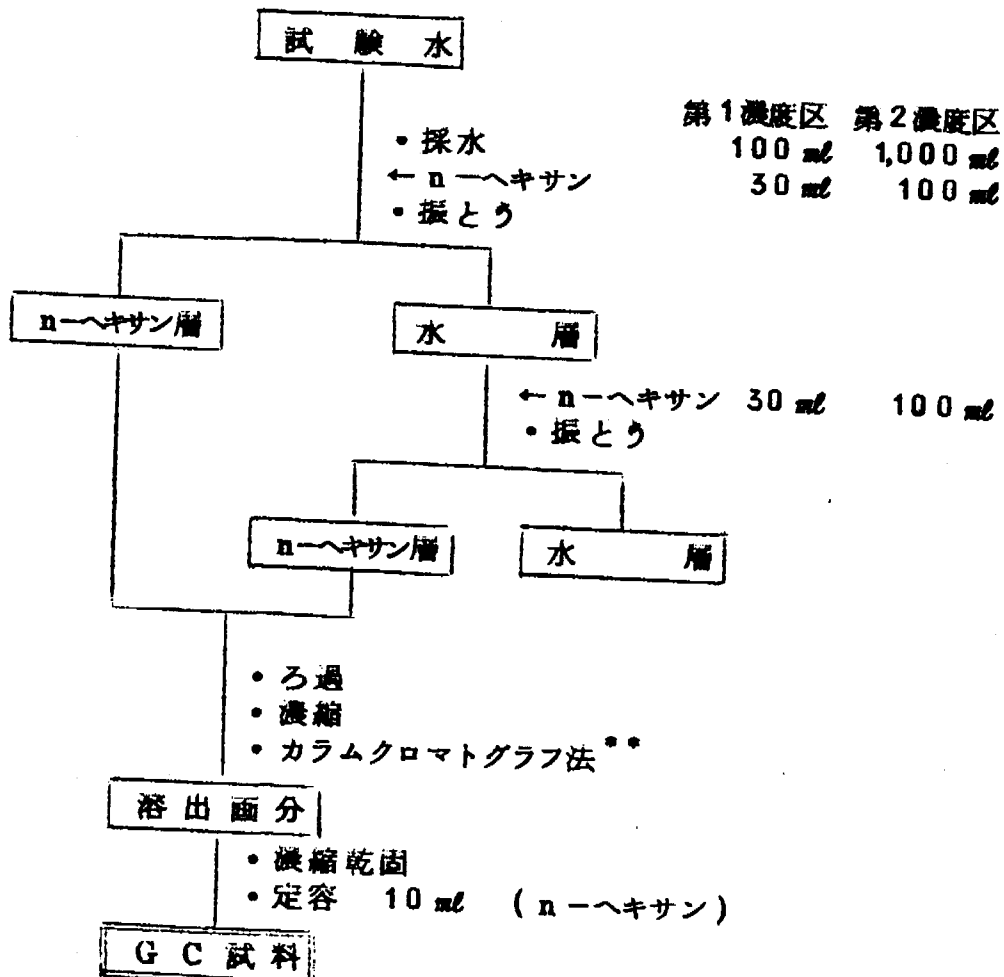 試験水
第1濃度区 第2濃度区
・採水 100 ml 1,000 ml
← n-ヘキサン 30 ml 100 ml
・振とう
n-ヘキサン層 水層
← n-ヘキサン 30 ml 100 ml
・振とう
n-ヘキサン層 水層
・ろ過
・濃縮
・カラムクロマトグラフ法**
溶出画分
・濃縮乾固
・定容 10 ml (n-ヘキサン)
GC試料